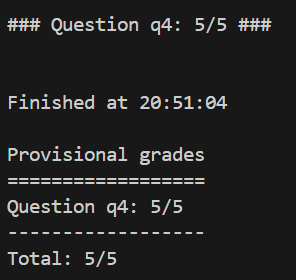 ### Question q4: 5/5 ###
Finished at 20:51:04
Provisional grades
==================
Question q4: 5/5
------------------
Total: 5/5